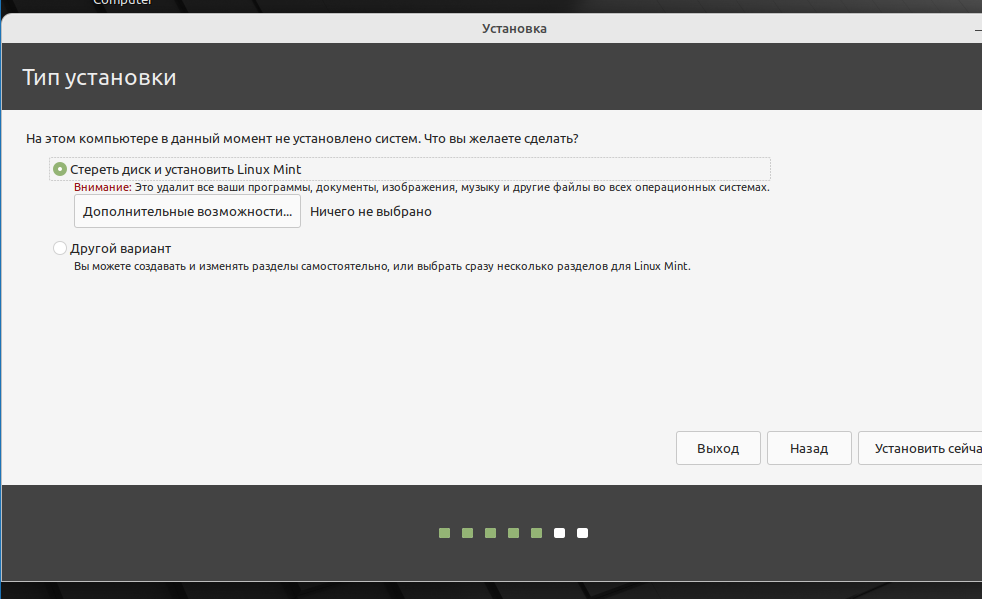 Computer
Установка
Тип установки
На этом компьютере в данный момент не установлено систем. Что вы желаете сделать?
Стереть диск и установить Linux Mint
Внимание: Это удалит все ваши программы, документы, изображения, музыку и другие файлы во всех операционных системах.
Дополнительные возможности... Ничего не выбрано
Другой вариант
Вы можете создавать и изменять разделы самостоятельно, или выбрать сразу несколько разделов для Linux Mint.
Выход Назад Установить сейча